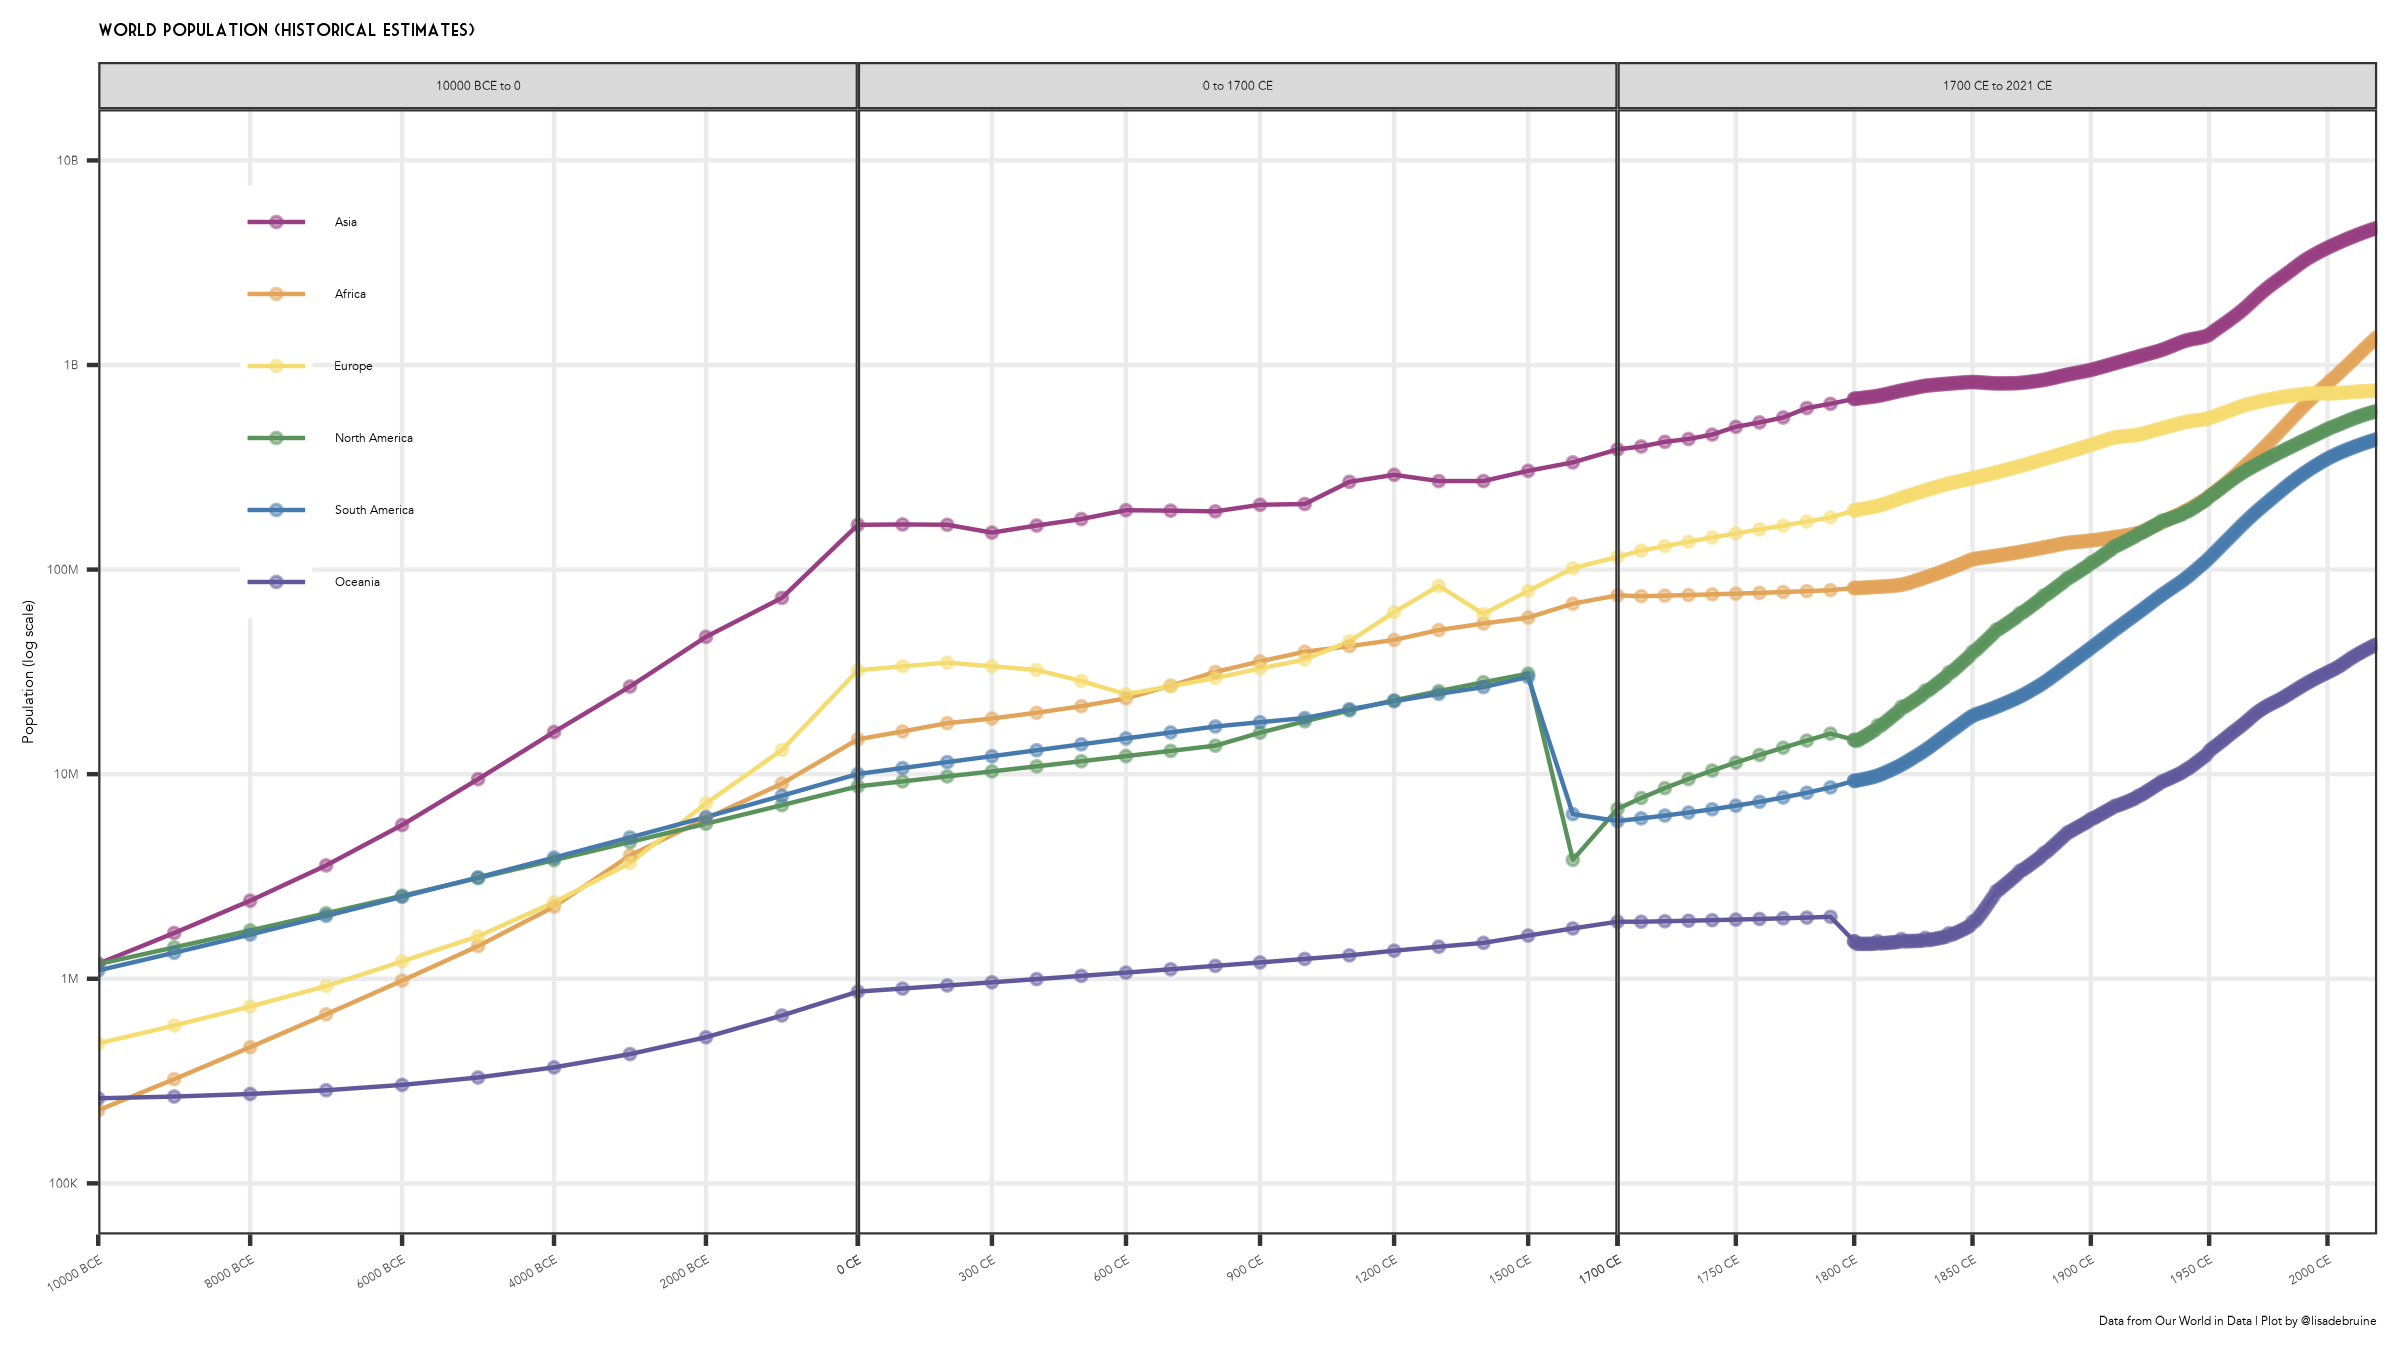 WORLD POPULATION (HISTORICAL ESTIMATES)
10000 BCE to 0
0 to 1700 CE
1700 CE to 2021 CE
10B
1B
100M
10M
1M
100K
Population (log scale)
Asia
Africa
Europe
North America
South America
Oceania
10000 BCE
8000 BCE
6000 BCE
4000 BCE
2000 BCE
0 CE
300 CE
600 CE
900 CE
1200 CE
1500 CE
1700 CE
1750 CE
1800 CE
1850 CE
1900 CE
1950 CE
2000 CE
Data from Our World in Data | Plot by @lisadebruine